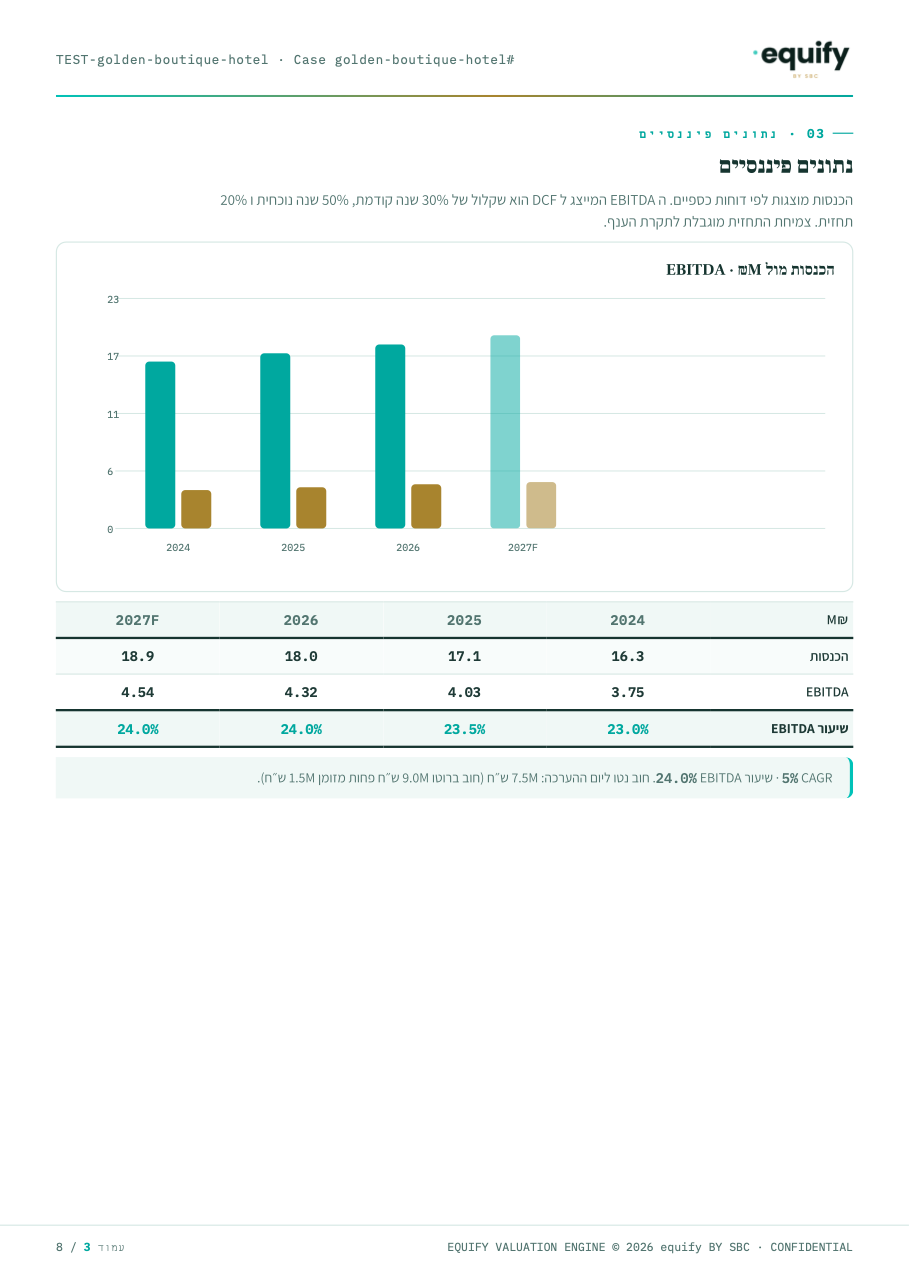 TEST-golden-boutique-hotel · Case golden-boutique-hotel#
equify
BY SBC
03 · נתונים פיננסיים
נתונים פיננסיים
הכנסות מוצגות לפי דוחות כספיים. ה EBITDA המייצג ל DCF הוא שקלול של 30% שנה קודמת, 50% שנה נוכחית ו 20%
תחזית. צמיחת התחזית מוגבלת לתקרת הענף.
הכנסות מול EBITDA · ₪M
23
17
11
6
0
2024 2025 2026 2027F
₪M 2024 2025 2026 2027F
הכנסות 16.3 17.1 18.0 18.9
EBITDA 3.75 4.03 4.32 4.54
שיעור EBITDA 23.0% 23.5% 24.0% 24.0%
CAGR 5% · שיעור EBITDA 24.0%. חוב נטו ליום ההערכה: 7.5M ש״ח (חוב ברוטו 9.0M ש״ח פחות מזומן 1.5M ש״ח).
EQUIFY VALUATION ENGINE © 2026 equify BY SBC · CONFIDENTIAL
עמוד 3 / 8